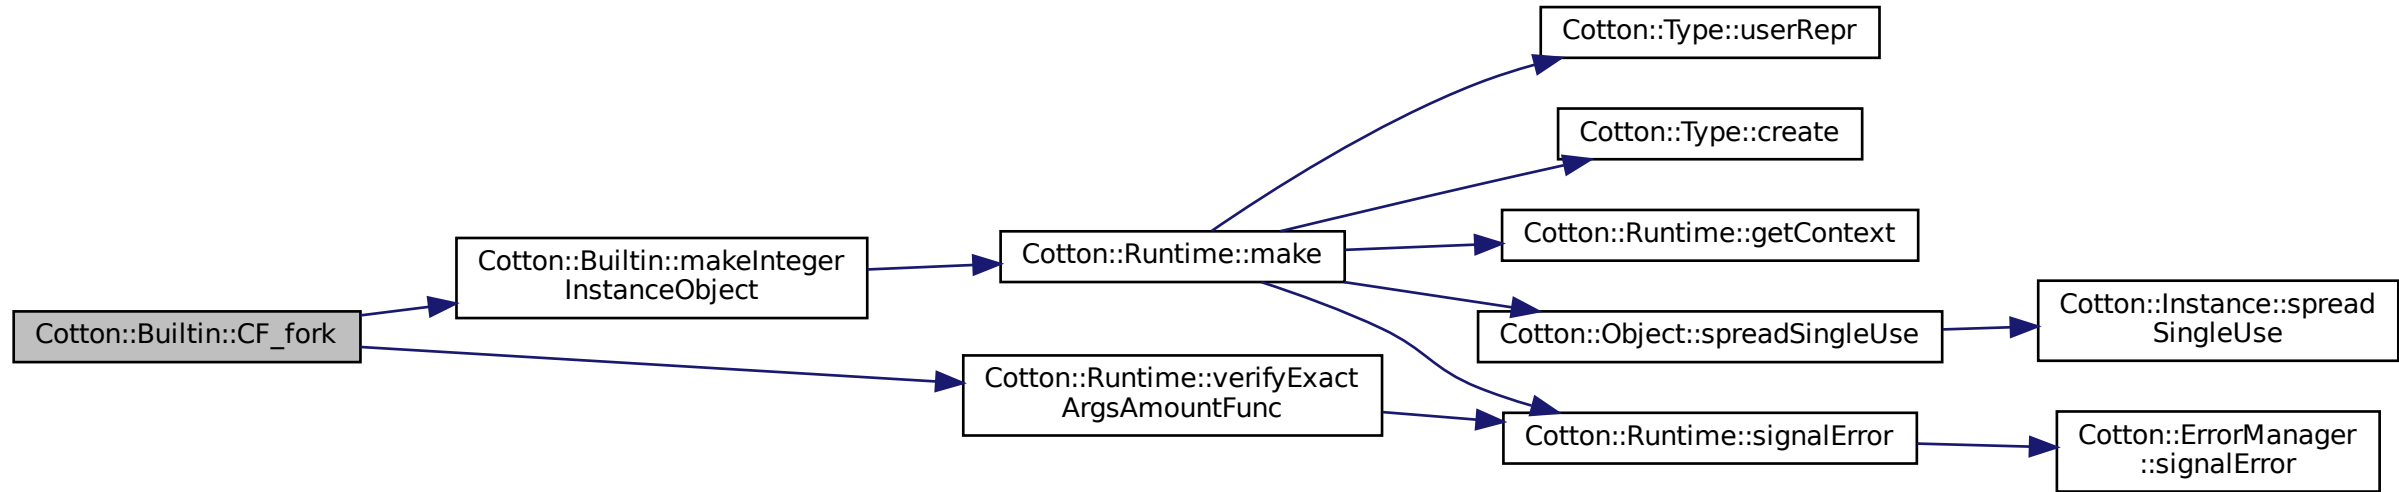 Cotton::Builtin::CF_fork
Cotton::Builtin::makeInteger
InstanceObject
Cotton::Runtime::verifyExact
ArgsAmountFunc
Cotton::Runtime::make
Cotton::Type::userRepr
Cotton::Type::create
Cotton::Runtime::getContext
Cotton::Object::spreadSingleUse
Cotton::Runtime::signalError
Cotton::Instance::spread
SingleUse
Cotton::ErrorManager
::signalError